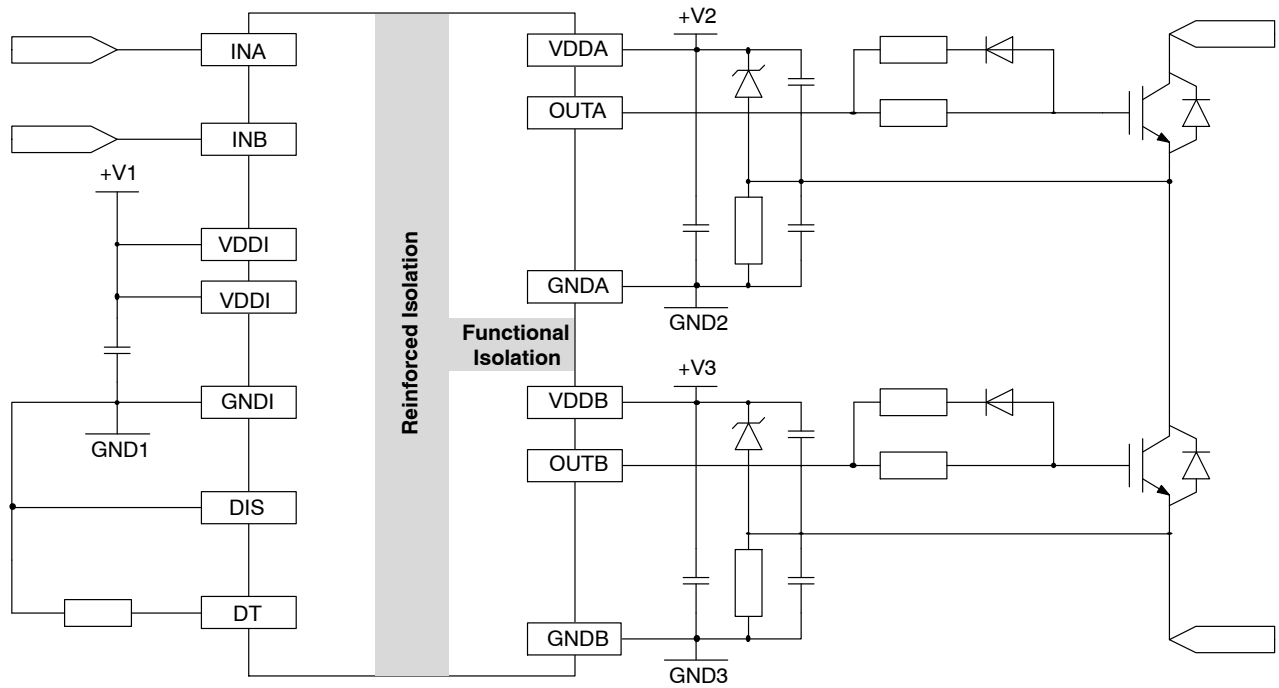 INA
INB
+V1
VDDI
VDDI
GNDI
GND1
DIS
DT
Reinforced Isolation
Functional
Isolation
VDDA
OUTA
GNDA
+V2
GND2
VDDB
OUTB
GNDB
+V3
GND3